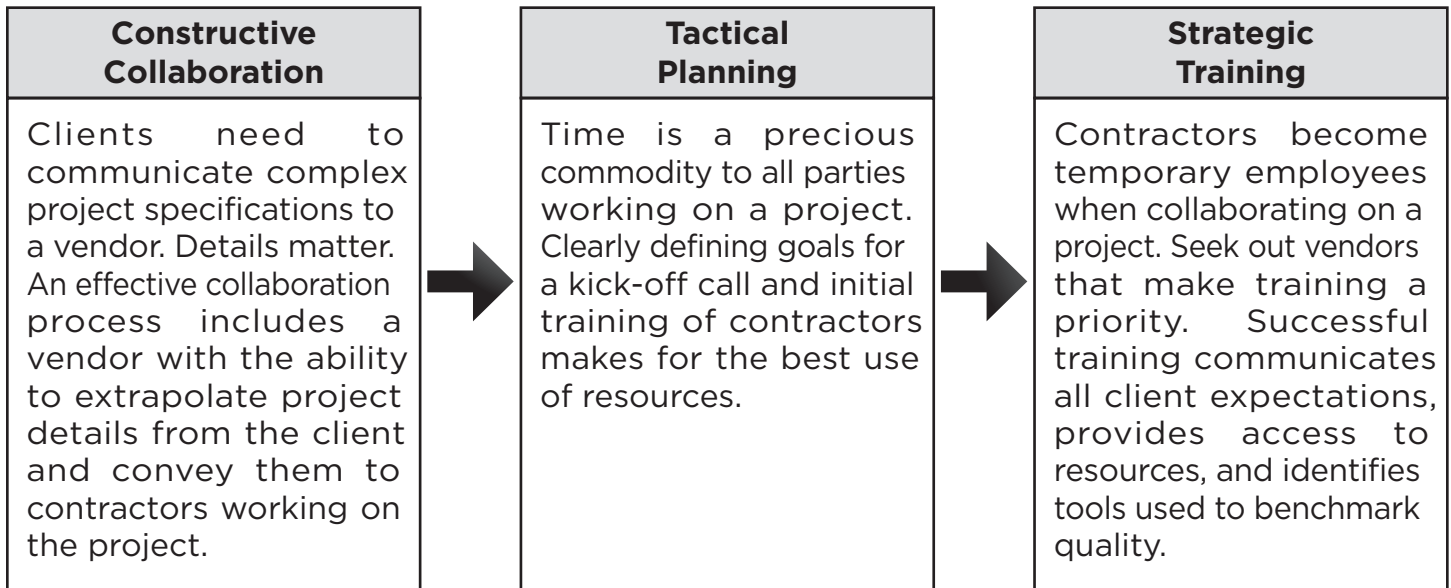 Constructive
Collaboration
Clients need to
communicate complex
project specifications to
a vendor. Details matter.
An effective collaboration
process includes a
vendor with the ability
to extrapolate project
details from the client
and convey them to
contractors working on
the project.
Tactical
Planning
Time is a precious
commodity to all parties
working on a project.
Clearly defining goals for
a kick-off call and initial
training of contractors
makes for the best use
of resources.
Strategic
Training
Contractors become
temporary employees
when collaborating on a
project. Seek out vendors
that make training a
priority. Successful
training communicates
all client expectations,
provides access to
resources, and identifies
tools used to benchmark
quality.